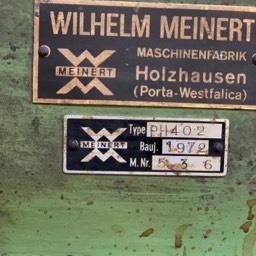 WILHELM MEINERT
MEINERT
MASCHINENFABRIK
Holzhausen
(Porta-Westfalica)
MEINERT
Type PH402
Bauj. 1972
M. Nr. 536